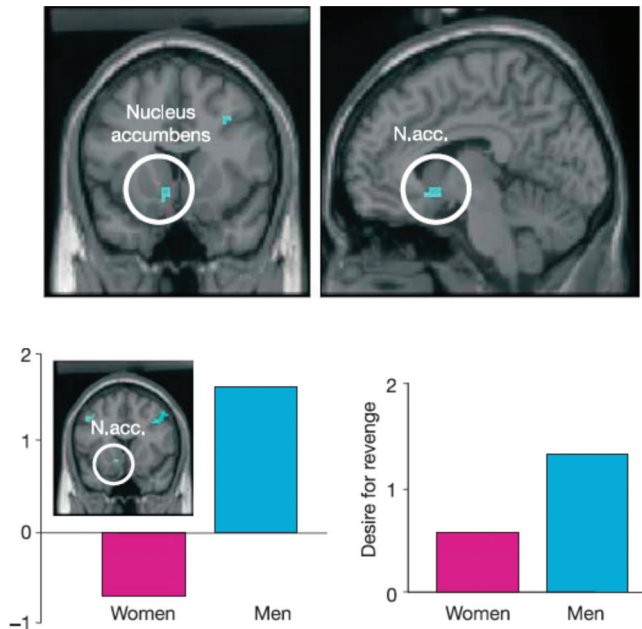 Nucleus
accumbens
N.acc.
2
1
0
–1
N.acc.
Women
Men
Desire for revenge
2
1
0
Women
Men